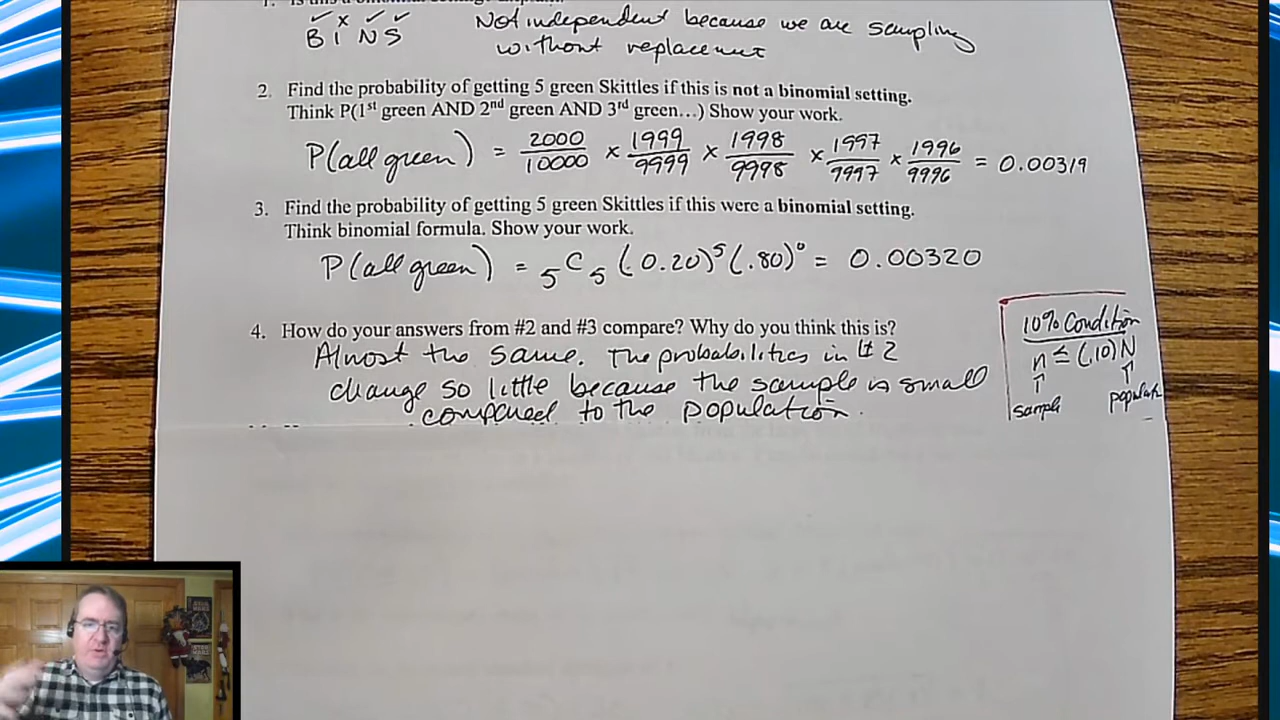 B I N S
Not independent because we are sampling
without replacement
2. Find the probability of getting 5 green Skittles if this is not a binomial setting.
Think P(1st green AND 2nd green AND 3rd green…) Show your work.
P(all green) = 2000/10000 × 1999/9999 × 1998/9998 × 1997/9997 × 1996/9996 = 0.00319
3. Find the probability of getting 5 green Skittles if this were a binomial setting.
Think binomial formula. Show your work.
P(all green) = ₅C₅ (0.20)⁵(.80)⁰ = 0.00320
4. How do your answers from #2 and #3 compare? Why do you think this is?
Almost the same. The probabilities in #2
change so little because the sample is small
compared to the population.
10% Condition
n ≤ (.10)N
sample
STAR
WARS